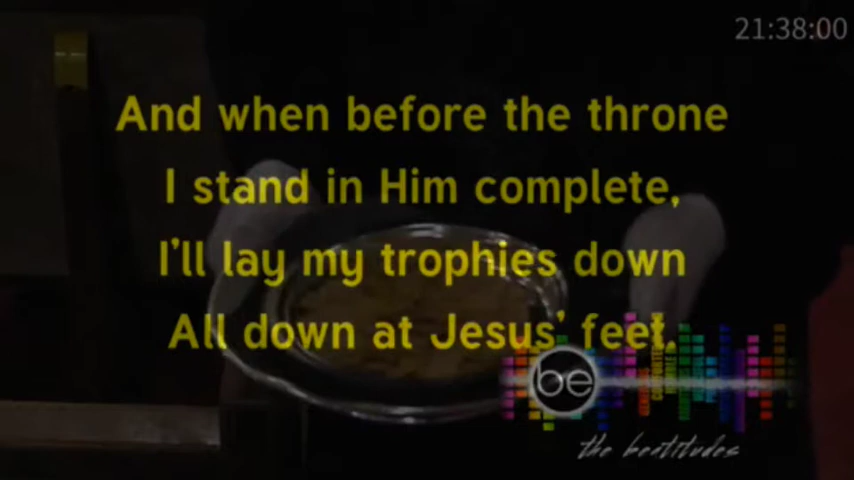 21:38:00
And when before the throne
I stand in Him complete,
I'll lay my trophies down
All down at Jesus' feet.
be
the beatitudes